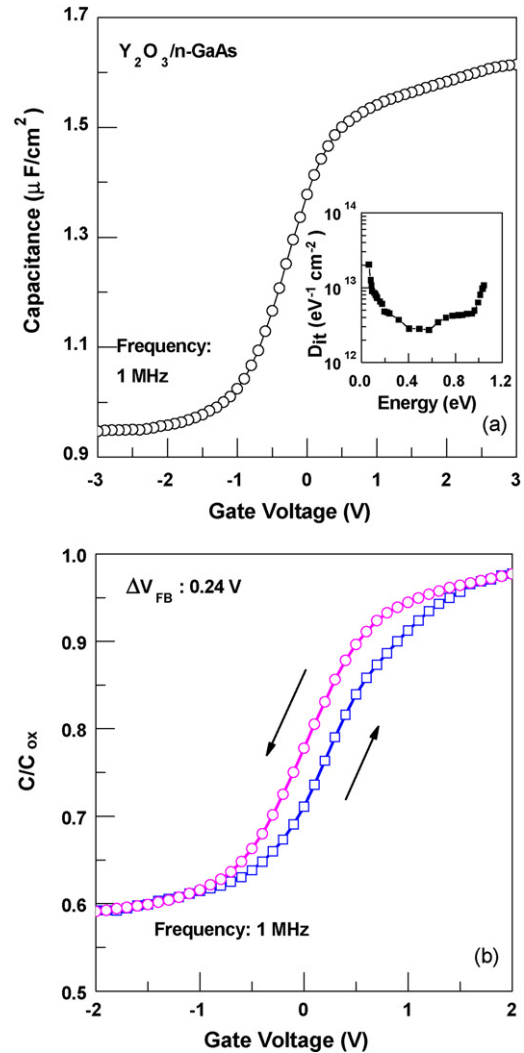 1.7
Y2O3/n-GaAs
1.5
1.3
1.1
0.9
Capacitance (μ F/cm2)
Frequency:
1 MHz
10 14
10 13
10 12
Dit (eV-1 cm-2)
0.0 0.4 0.8 1.2
Energy (eV)
(a)
-3 -2 -1 0 1 2 3
Gate Voltage (V)
1.0
ΔVFB : 0.24 V
0.9
0.8
0.7
0.6
0.5
C/Cox
Frequency: 1 MHz
(b)
-2 -1 0 1 2
Gate Voltage (V)